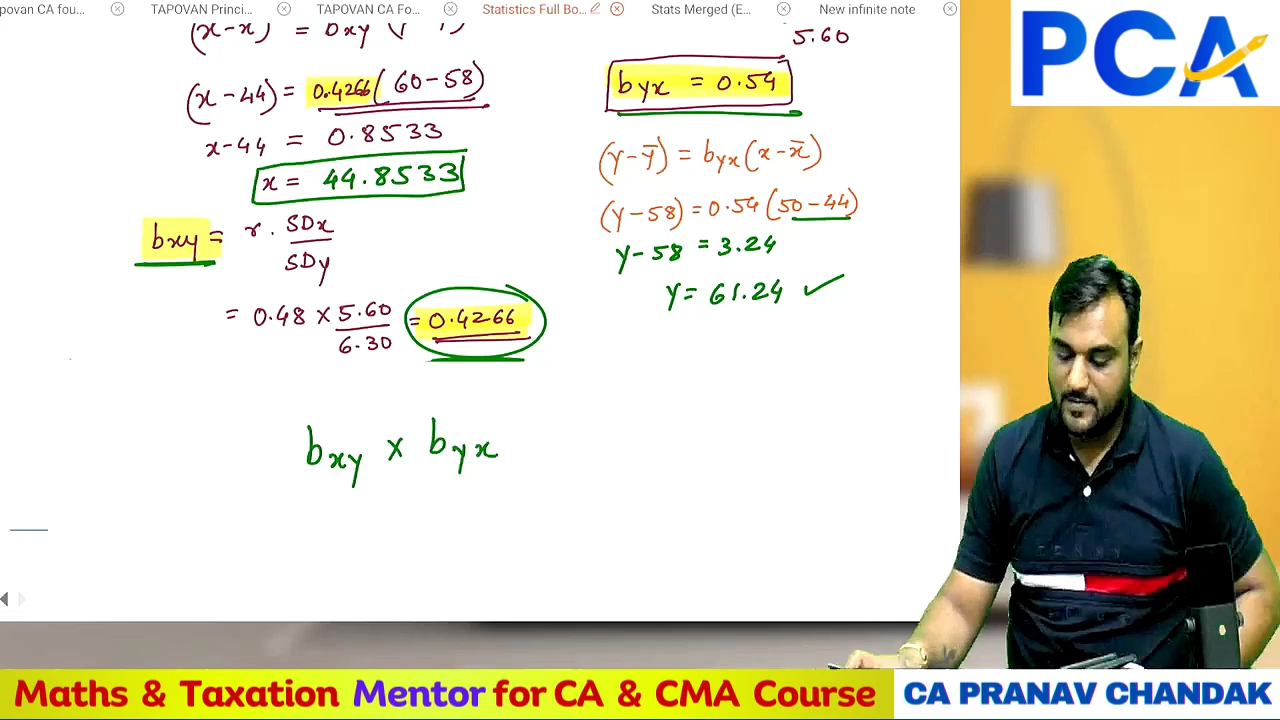 povan CA fou...
TAPOVAN Princi...
TAPOVAN CA Fo...
Statistics Full Bo...
Stats Merged (E...
New infinite note
(x-x̄) = bxy (
(x-44) = 0.4266(60-58)
x-44 = 0.8533
x = 44.8533
bxy = r. SDx/SDy
= 0.48 × 5.60/6.30 = 0.4266
5.60
byx = 0.54
(y-ȳ) = byx(x-x̄)
(y-58) = 0.54(50-44)
y-58 = 3.24
y = 61.24 ✓
bxy × byx
PCA
Maths & Taxation Mentor for CA & CMA Course
CA PRANAV CHANDAK